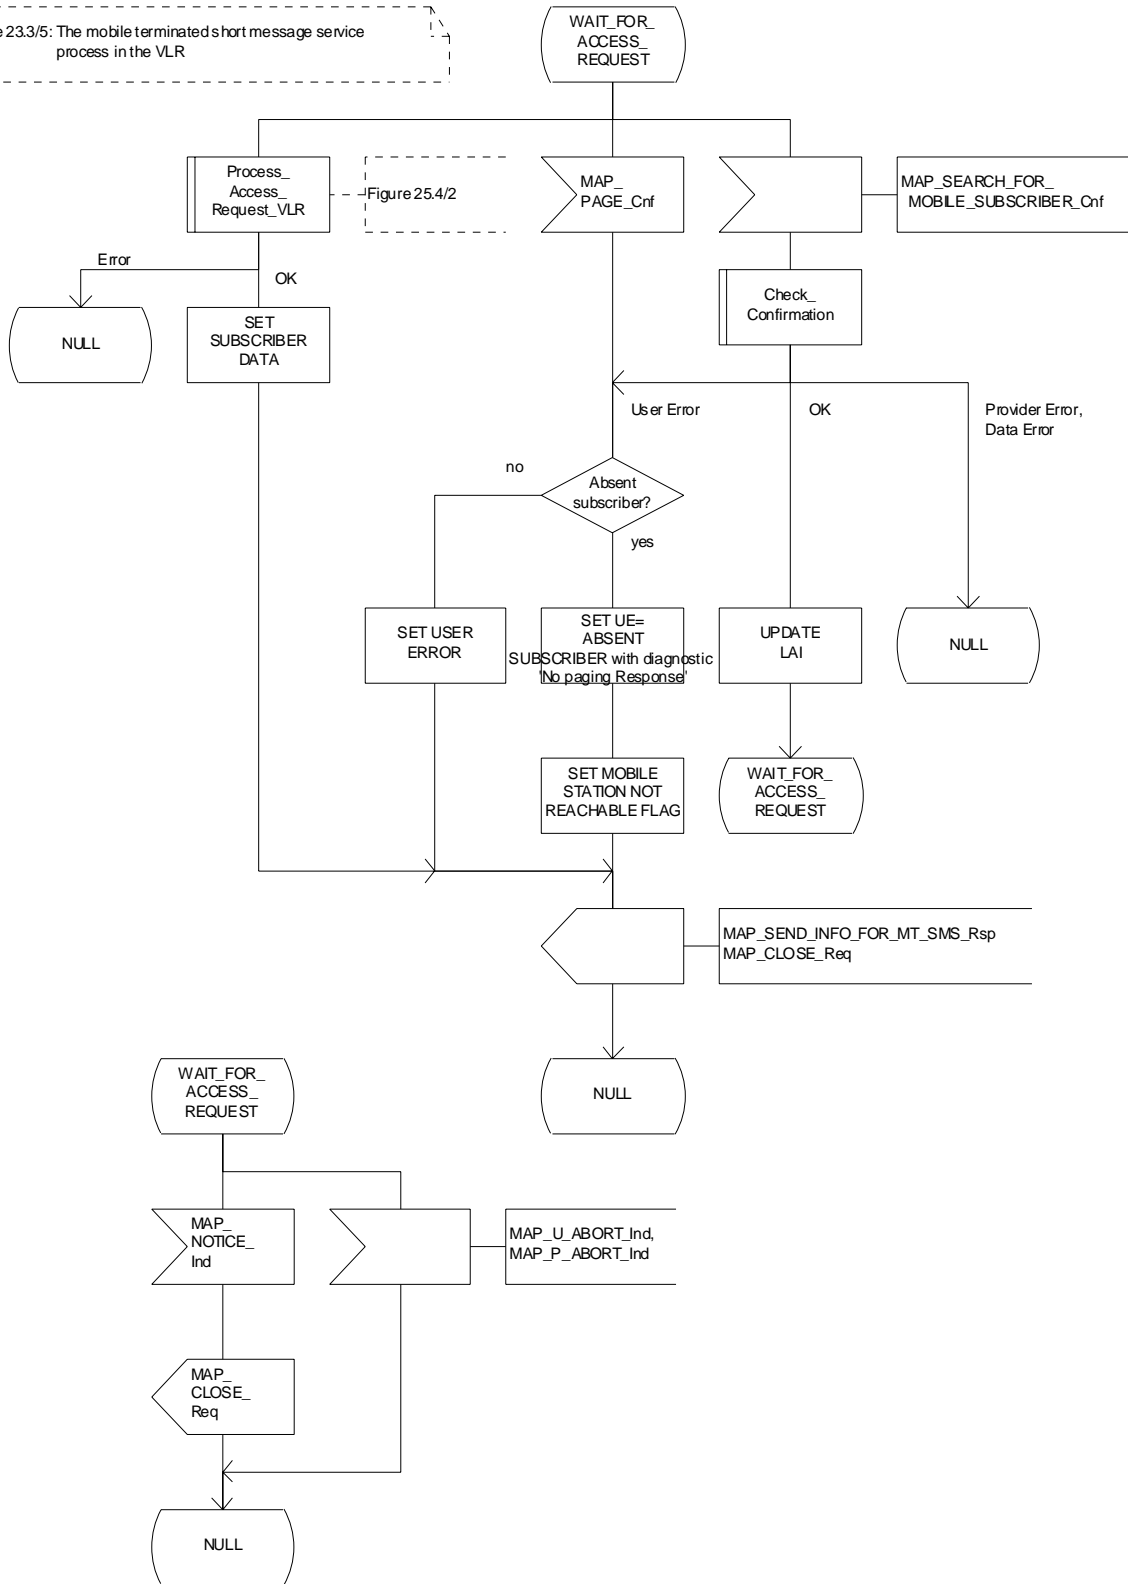 e 23.3/5: The mobile terminated short message service
process in the VLR
WAIT_FOR_
ACCESS_
REQUEST
Process_
Access_
Request_VLR
Figure 25.4/2
MAP_
PAGE_Cnf
MAP_SEARCH_FOR_
MOBILE_SUBSCRIBER_Cnf
Error
OK
Check_
Confirmation
NULL
SET
SUBSCRIBER
DATA
User Error
OK
Provider Error,
Data Error
no
Absent
subscriber?
yes
SET USER
ERROR
SET UE=
ABSENT
SUBSCRIBER with diagnostic
'No paging Response'
UPDATE
LAI
NULL
SET MOBILE
STATION NOT
REACHABLE FLAG
WAIT_FOR_
ACCESS_
REQUEST
MAP_SEND_INFO_FOR_MT_SMS_Rsp
MAP_CLOSE_Req
NULL
WAIT_FOR_
ACCESS_
REQUEST
MAP_
NOTICE_
Ind
MAP_U_ABORT_Ind,
MAP_P_ABORT_Ind
MAP_
CLOSE_
Req
NULL